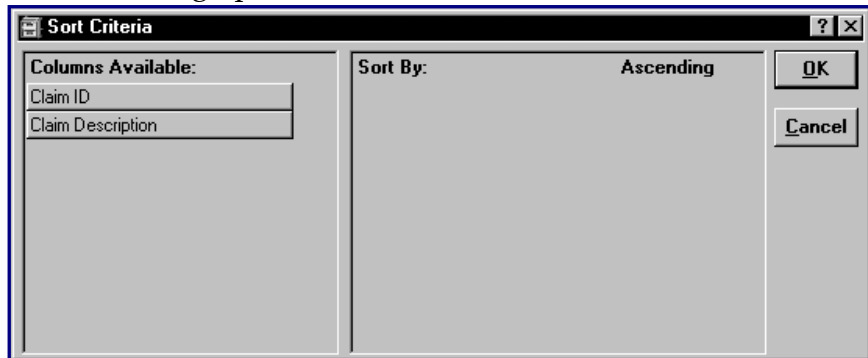 Sort Criteria
Columns Available:
Sort By: Ascending
OK
Claim ID
Claim Description
Cancel